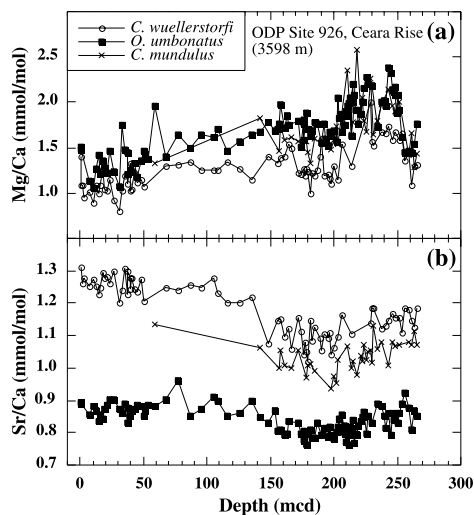 C. wuellerstorfi
O. umbonatus
C. mundulus
ODP Site 926, Ceara Rise
(3598 m)
(a)
Mg/Ca (mmol/mol)
2.5
2.0
1.5
1.0
(b)
Sr/Ca (mmol/mol)
1.3
1.2
1.1
1.0
0.9
0.8
0.7
0 50 100 150 200 250 300
Depth (mcd)